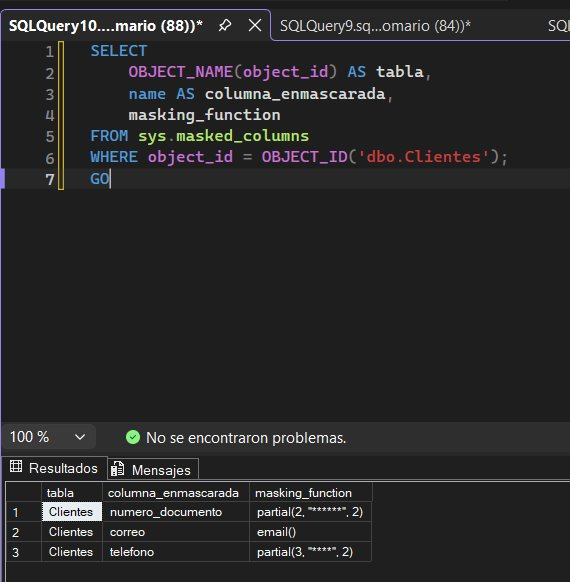 SQLQuery10....mario (88))*
SQLQuery9.sq...omario (84))*
SQL
1 SELECT
2 OBJECT_NAME(object_id) AS tabla,
3 name AS columna_enmascarada,
4 masking_function
5 FROM sys.masked_columns
6 WHERE object_id = OBJECT_ID('dbo.Clientes');
7 GO
100 % No se encontraron problemas.
Resultados Mensajes
tabla columna_enmascarada masking_function
1 Clientes numero_documento partial(2, "******", 2)
2 Clientes correo email()
3 Clientes telefono partial(3, "****", 2)